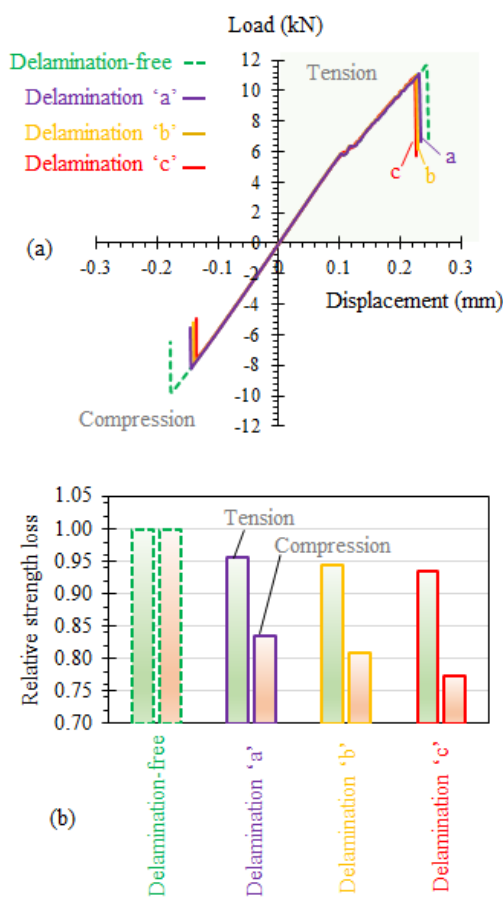 Load (kN)
Delamination-free
Delamination ‘a’
Delamination ‘b’
Delamination ‘c’
Tension
12
10
8
6
4
2
0
-2
-4
-6
-8
-10
-12
c
b
a
(a)
-0.3
-0.2
-0.1
0.0
0.1
0.2
0.3
Displacement (mm)
Compression
Relative strength loss
1.05
1.00
0.95
0.90
0.85
0.80
0.75
0.70
Tension
Compression
(b)
Delamination-free
Delamination ‘a’
Delamination ‘b’
Delamination ‘c’